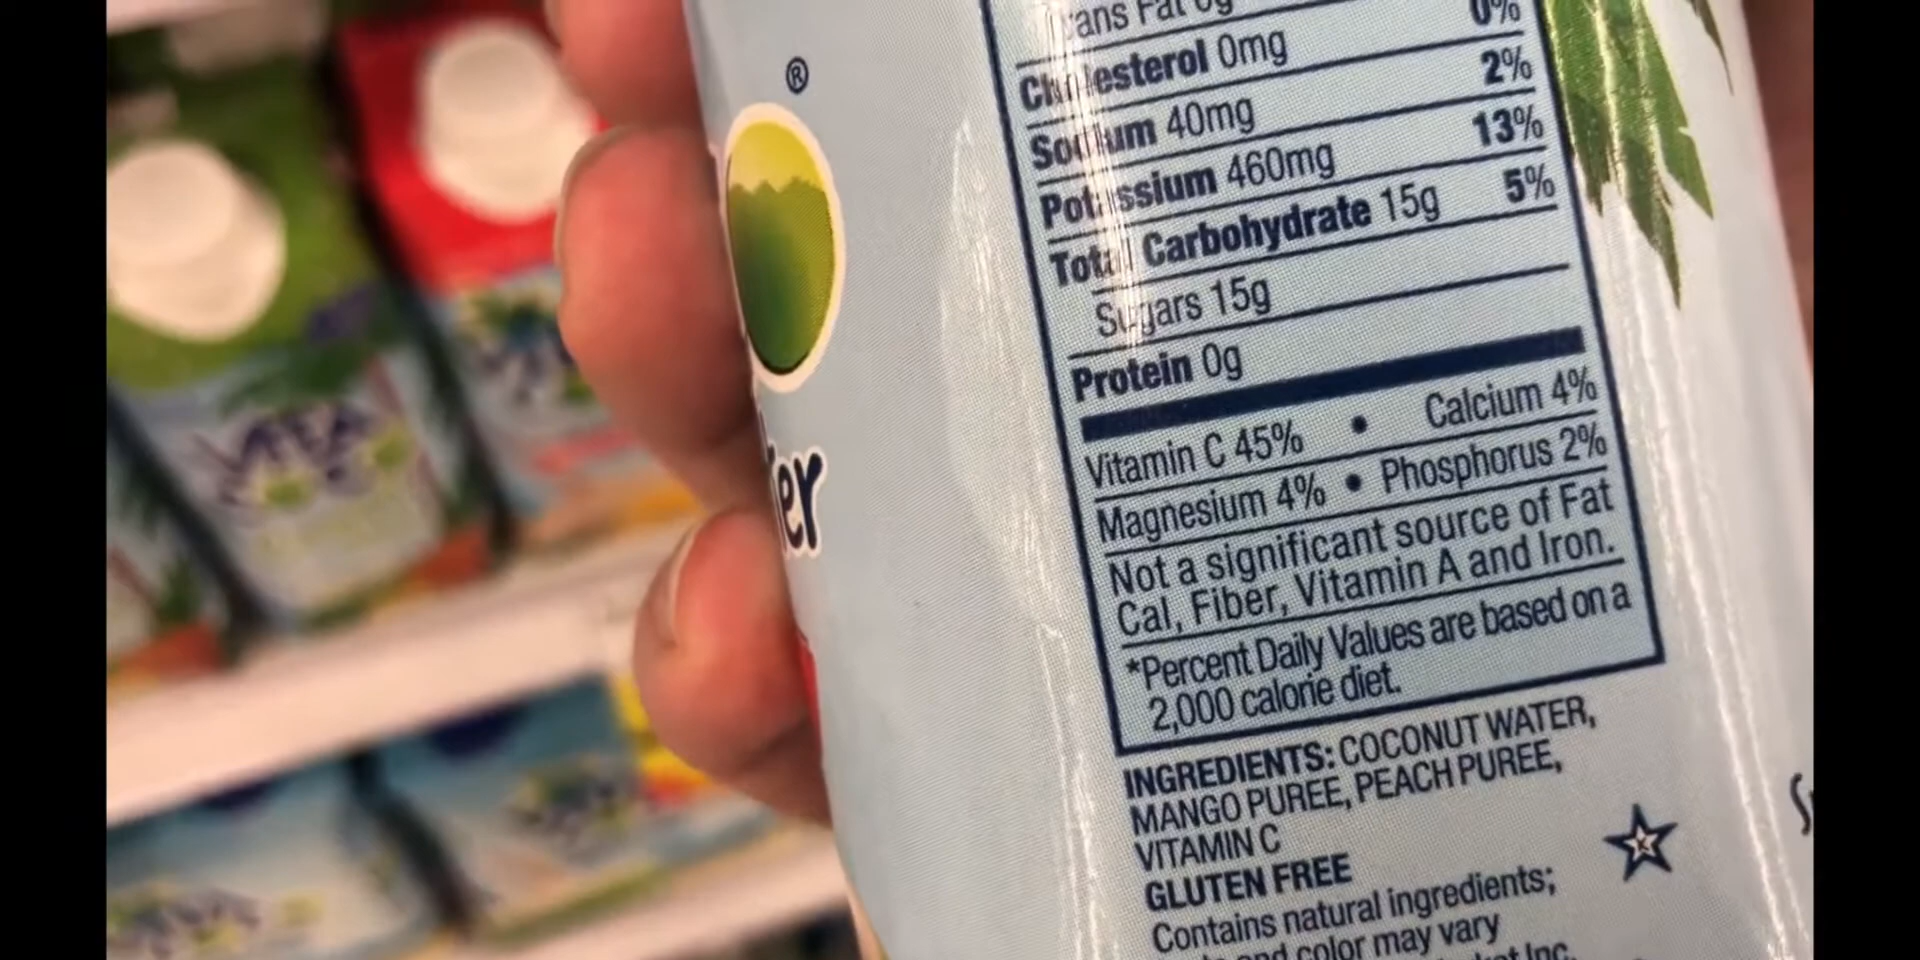 ®
Trans Fat 0g 0%
Cholesterol 0mg 2%
Sodium 40mg 13%
Potassium 460mg 5%
Total Carbohydrate 15g
Sugars 15g
Protein 0g
Vitamin C 45% • Calcium 4%
Magnesium 4% • Phosphorus 2%
Not a significant source of Fat
Cal, Fiber, Vitamin A and Iron.
*Percent Daily Values are based on a
2,000 calorie diet.
INGREDIENTS: COCONUT WATER,
MANGO PUREE, PEACH PUREE,
VITAMIN C
GLUTEN FREE
Contains natural ingredients;
and color may vary
Inc.
K
er
VITA